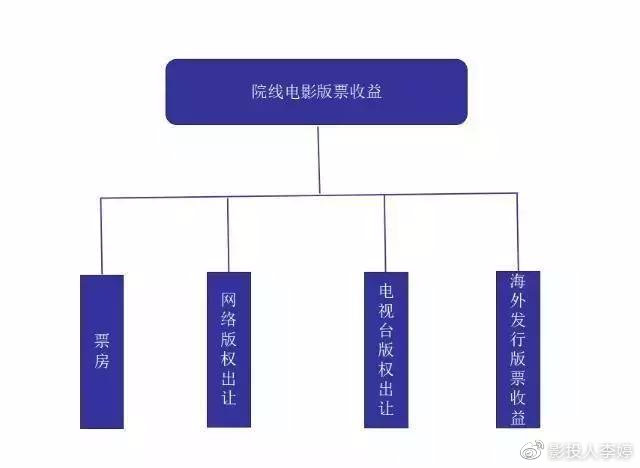 院线电影版票收益
票房
网络版权出让
电视台版权出让
海外发行版票收益
@影投人李婷